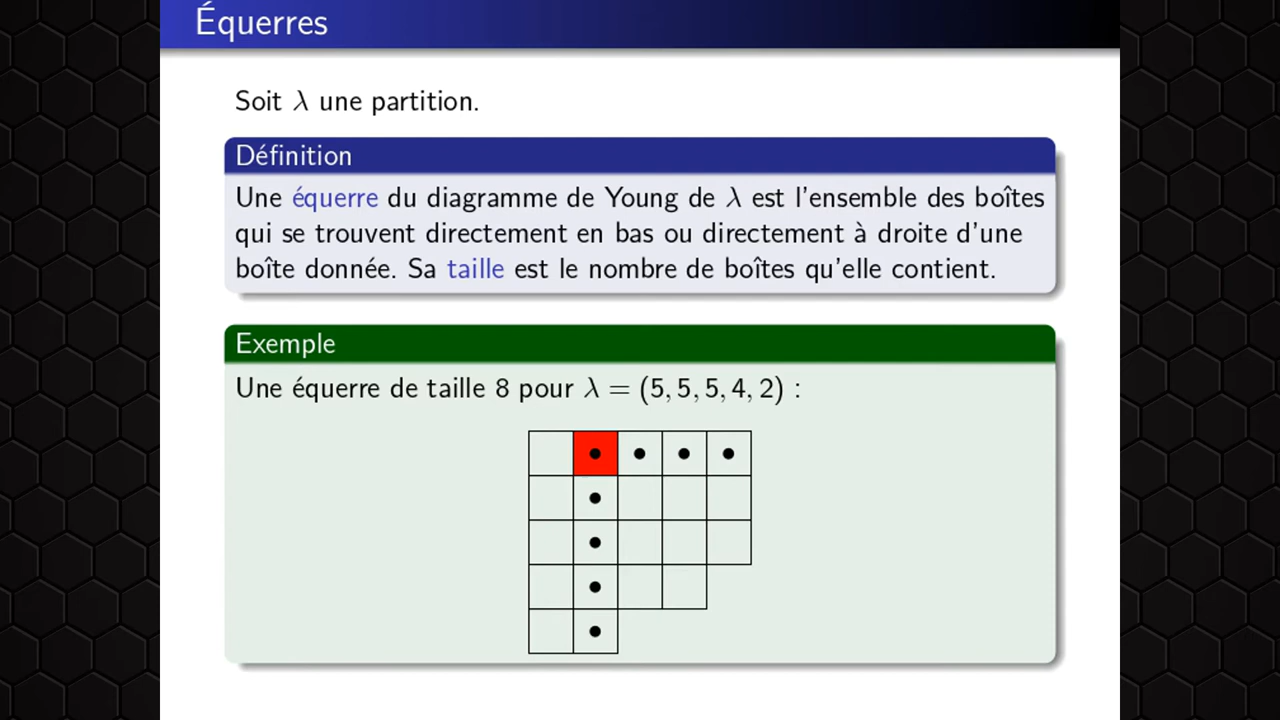 Équerres
Soit λ une partition.
Définition
Une équerre du diagramme de Young de λ est l'ensemble des boîtes
qui se trouvent directement en bas ou directement à droite d'une
boîte donnée. Sa taille est le nombre de boîtes qu'elle contient.
Exemple
Une équerre de taille 8 pour λ = (5, 5, 5, 4, 2) :